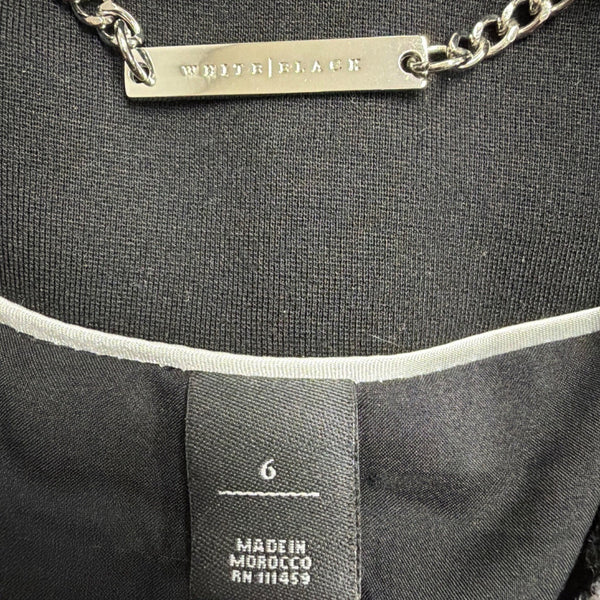 WHITE|BLACK
6
MADE IN
MOROCCO
RN 111459